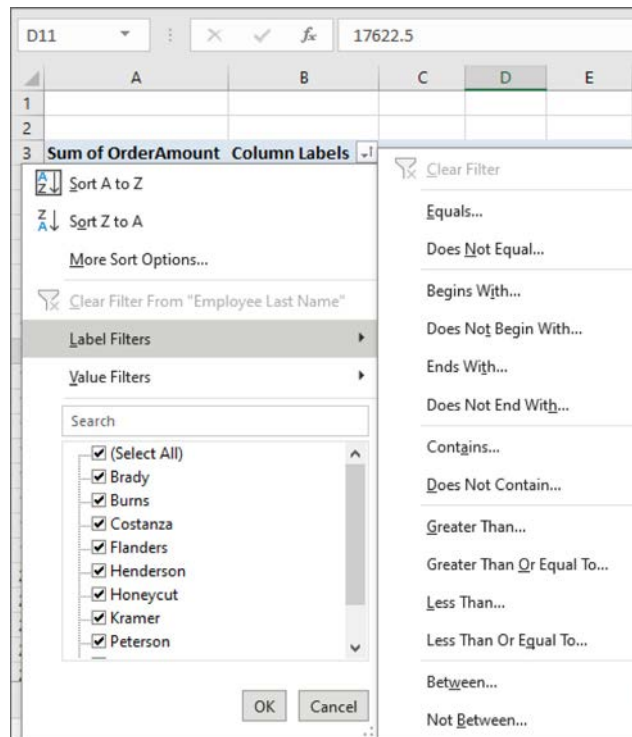 D11 fx 17622.5
A B C D E
1
2
3 Sum of OrderAmount Column Labels
Sort A to Z
Sort Z to A
More Sort Options...
Clear Filter From "Employee Last Name"
Label Filters
Value Filters
Search
(Select All)
Brady
Burns
Costanza
Flanders
Henderson
Honeycut
Kramer
Peterson
OK Cancel
Clear Filter
Equals...
Does Not Equal...
Begins With...
Does Not Begin With...
Ends With...
Does Not End With...
Contains...
Does Not Contain...
Greater Than...
Greater Than Or Equal To...
Less Than...
Less Than Or Equal To...
Between...
Not Between...